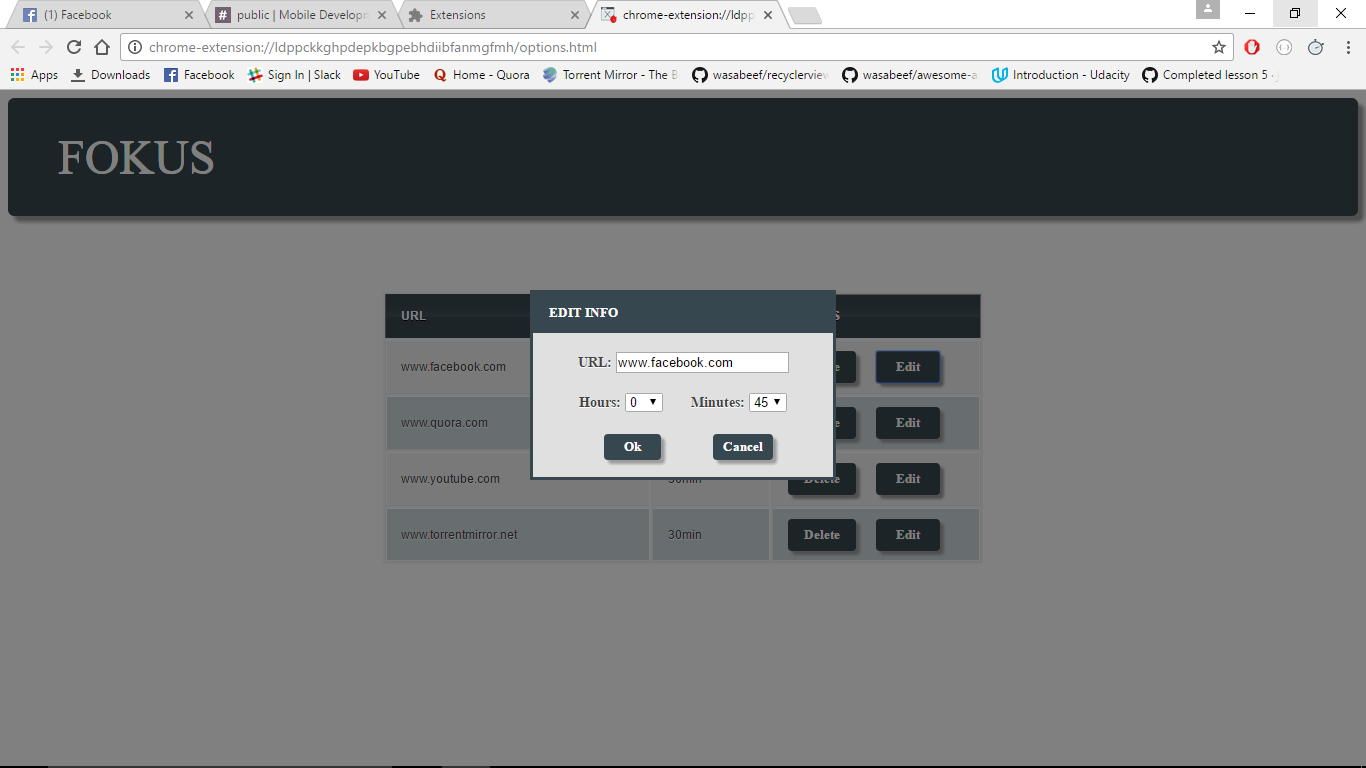 (1) Facebook
public | Mobile Developm
Extensions
chrome-extension://ldpp
chrome-extension://ldppckkghpdepkbgpebhdiibfanmgfmh/options.html
Apps Downloads Facebook Sign In | Slack YouTube Home - Quora Torrent Mirror - The B wasabeef/recyclerview wasabeef/awesome-a Introduction - Udacity Completed lesson 5 ·
FOKUS
URL
EDIT INFO
URL: www.facebook.com
Hours: 0 Minutes: 45
Ok Cancel
www.facebook.com Edit
www.quora.com Edit
www.youtube.com 30min Delete Edit
www.torrentmirror.net 30min Delete Edit